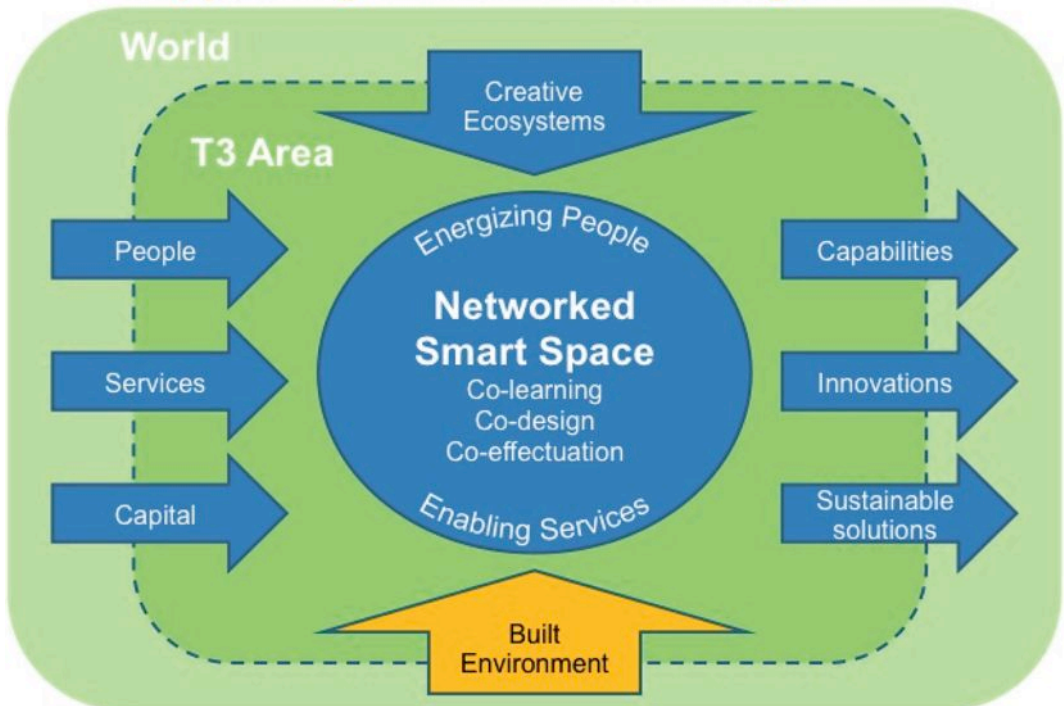 World
Creative
Ecosystems
T3 Area
People
Services
Capital
Energizing People
Networked
Smart Space
Co-learning
Co-design
Co-effectuation
Enabling Services
Capabilities
Innovations
Sustainable
solutions
Built
Environment